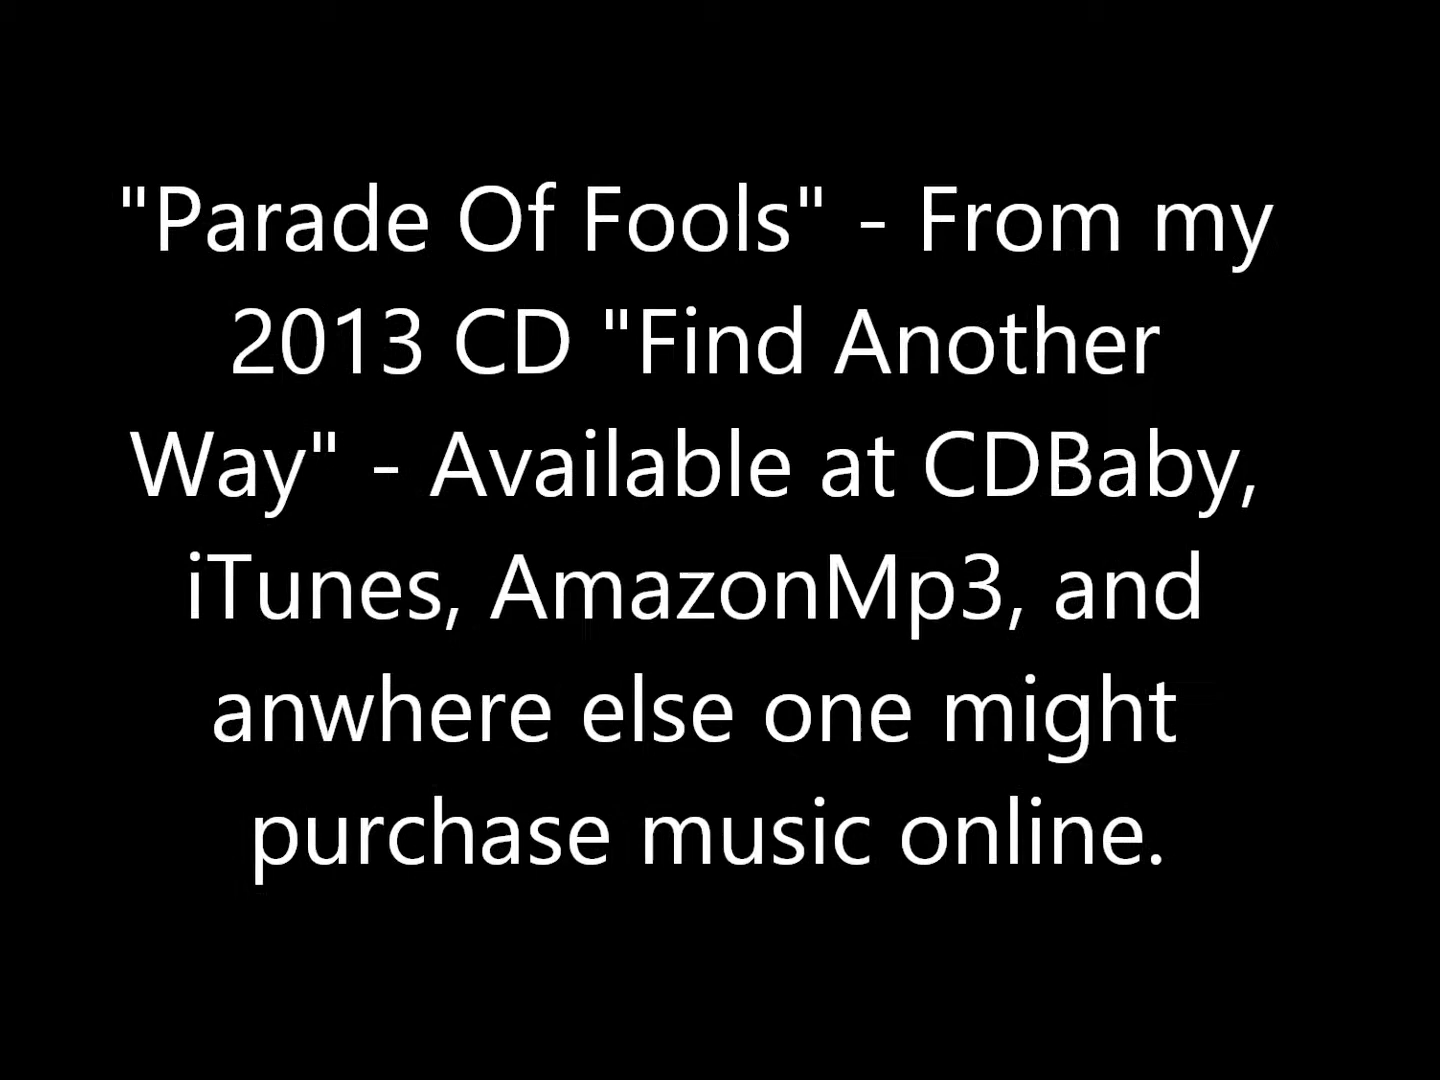 "Parade Of Fools" - From my
2013 CD "Find Another
Way" - Available at CDBaby,
iTunes, AmazonMp3, and
anwhere else one might
purchase music online.